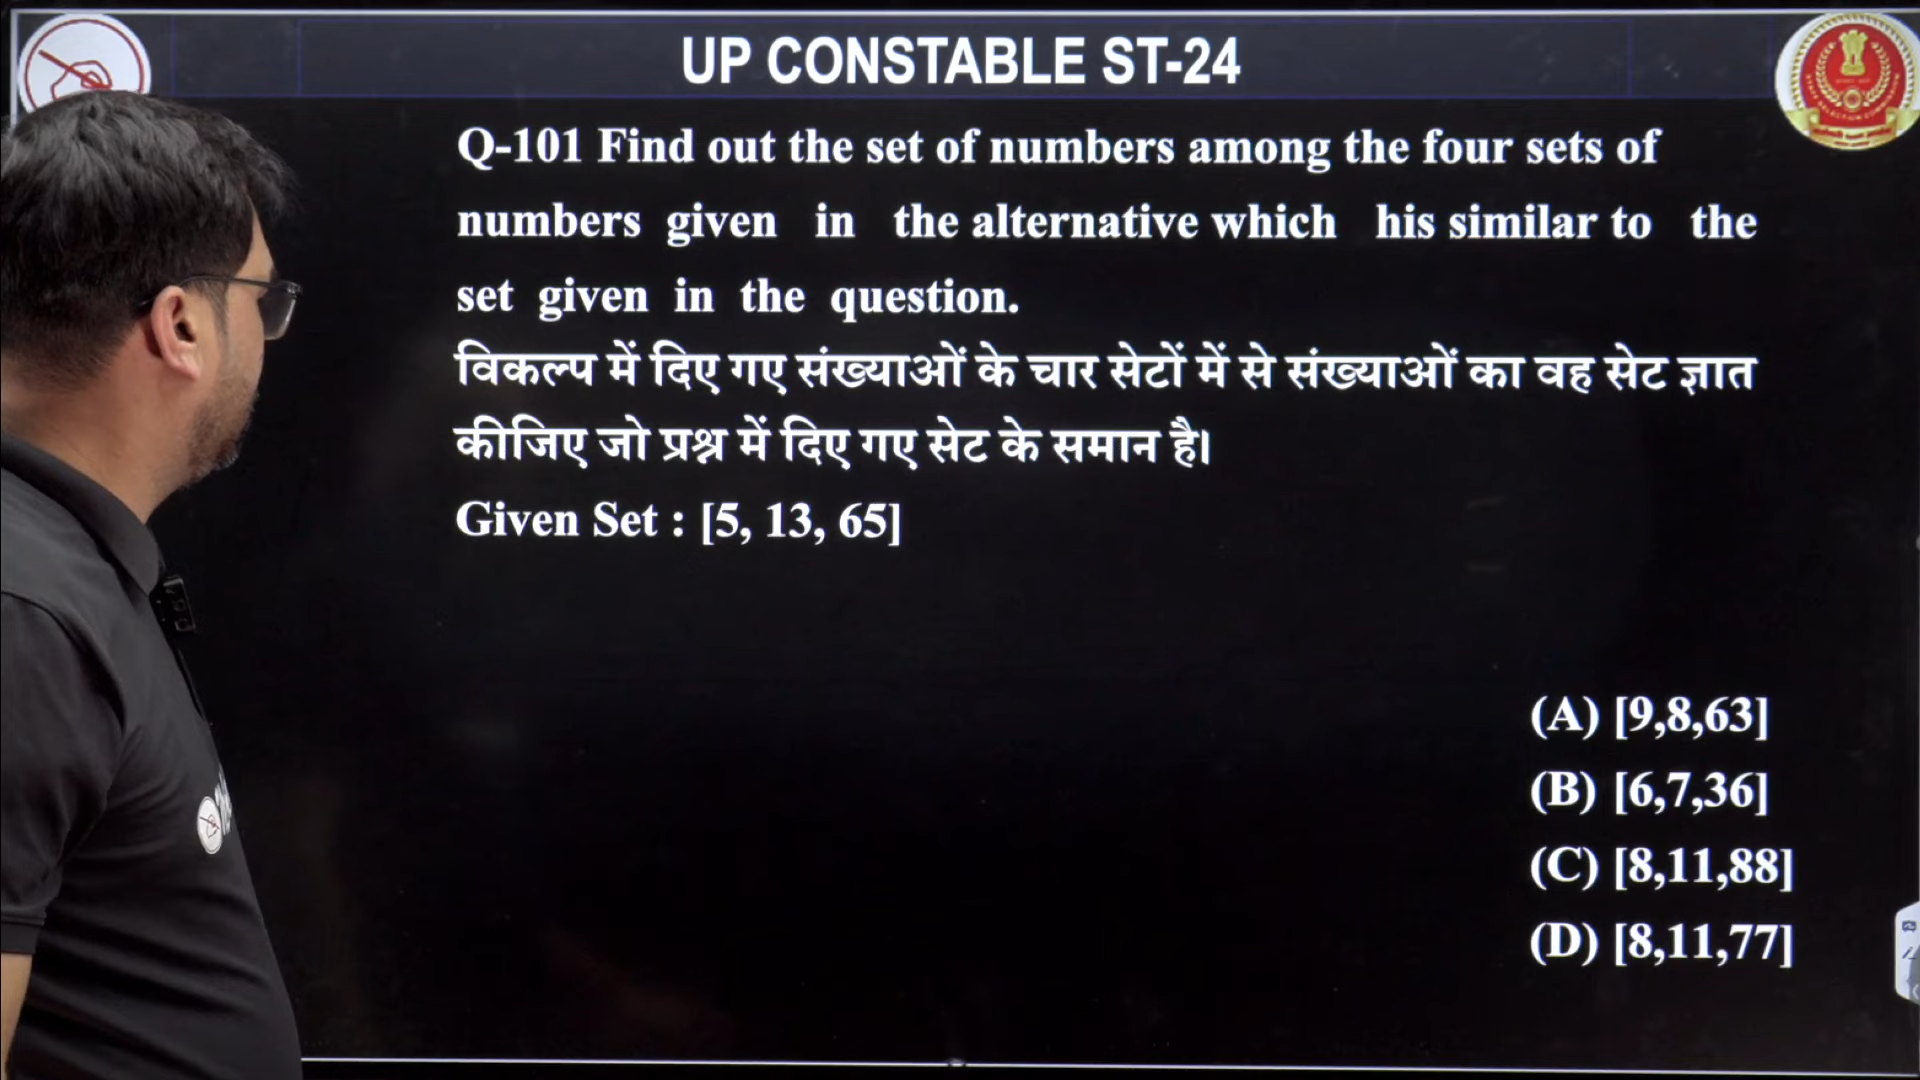 UP CONSTABLE ST-24
Q-101 Find out the set of numbers among the four sets of
numbers given in the alternative which his similar to the
set given in the question.
विकल्प में दिए गए संख्याओं के चार सेटों में से संख्याओं का वह सेट ज्ञात
कीजिए जो प्रश्न में दिए गए सेट के समान है।
Given Set : [5, 13, 65]
(A) [9,8,63]
(B) [6,7,36]
(C) [8,11,88]
(D) [8,11,77]